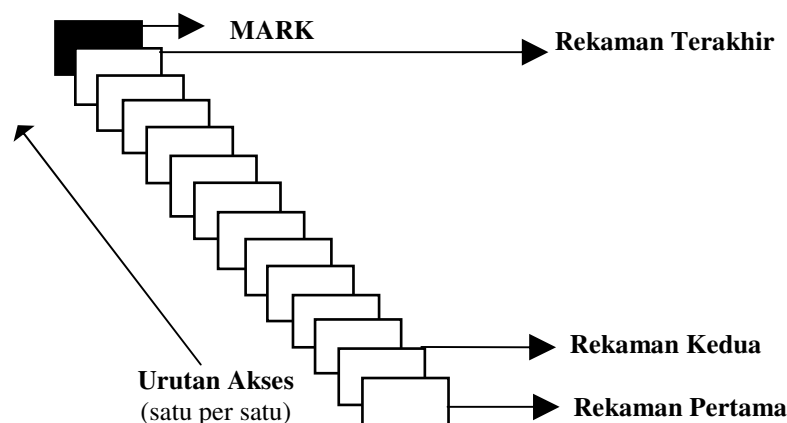 MARK
Rekaman Terakhir
Rekaman Kedua
Urutan Akses
(satu per satu)
Rekaman Pertama